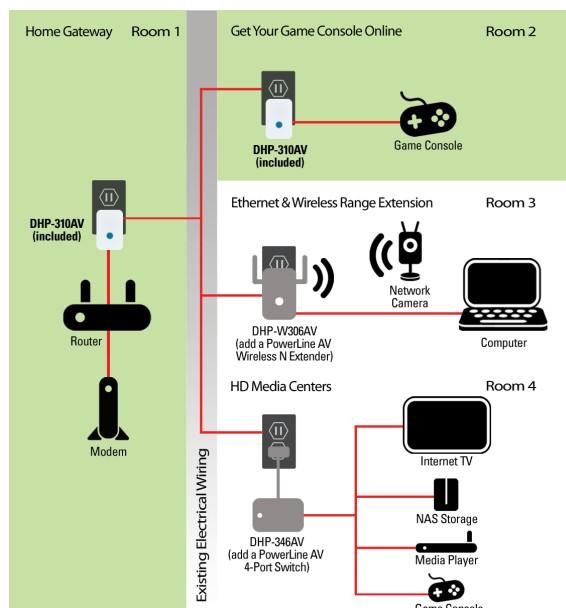 Home Gateway Room 1
DHP-310AV
(included)
Router
Modem
Existing Electrical Wiring
Get Your Game Console Online Room 2
DHP-310AV
(included)
Game Console
Ethernet & Wireless Range Extension Room 3
Network
Camera
DHP-W306AV
(add a PowerLine AV
Wireless N Extender)
Computer
HD Media Centers Room 4
DHP-346AV
(add a PowerLine AV
4-Port Switch)
Internet TV
NAS Storage
Media Player
Game Console